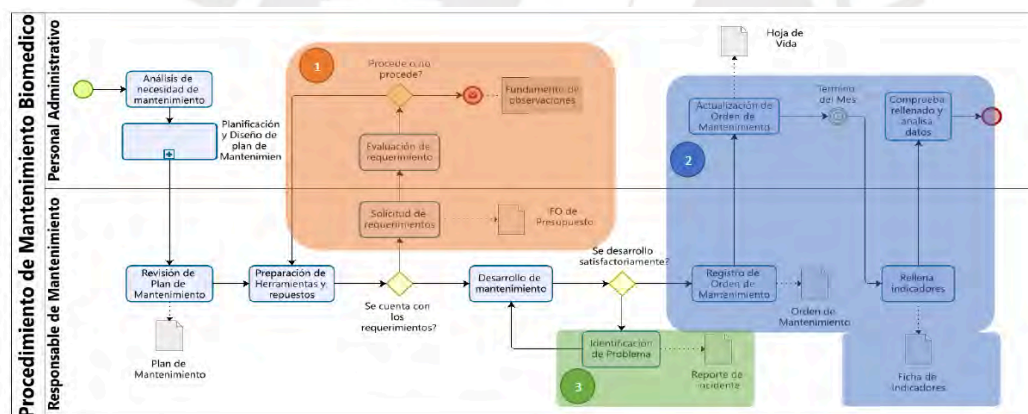 Procedimiento de Mantenimiento Biomedico
Personal Administrativo
Responsable de Mantenimiento
Análisis de
necesidad de
mantenimiento
Planificación
y Diseño de
plan de
Mantenimien
1
Procede o no
procede?
Fundamento de
observaciones
Evaluación de
requerimiento
Solicitud de
requerimientos
FO de
Presupuesto
Hoja de
Vida
2
Actualización de
Orden de
Mantenimiento
Termino
del Mes
Comprueba
rellenado y
analisa
datos
Revisión de
Plan de
Mantenimiento
Plan de
Mantenimiento
Preparación de
Herramientas y
repuestos
Se cuenta con
los
requerimientos?
Desarrollo de
mantenimiento
Se desarrollo
satisfactoriamente?
Registro de
Orden de
Mantenimiento
Orden de
Mantenimiento
Rellena
indicadores
Ficha de
Indicadores
3
Identificación
de Problema
Reporte de
incidente